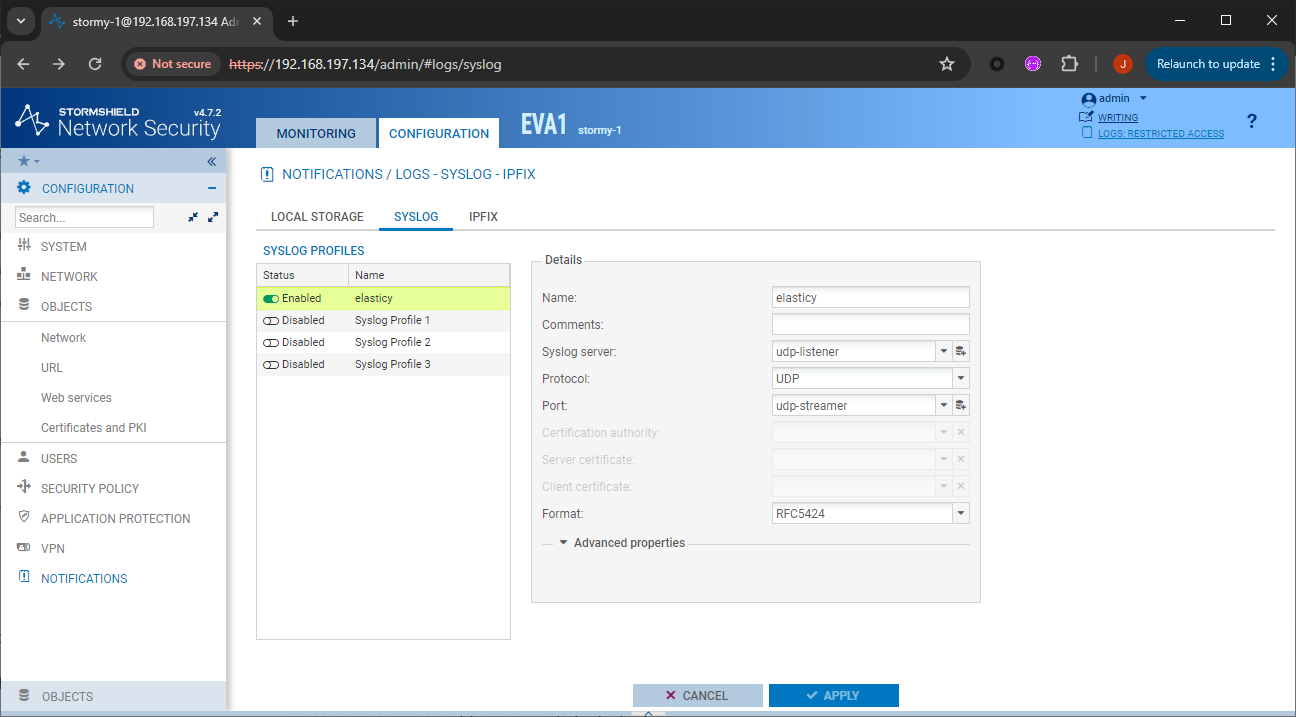 stormy-1@192.168.197.134 Adr
Not secure
https://192.168.197.134/admin/#logs/syslog
J
Relaunch to update
STORMSHIELD v4.7.2
Network Security
MONITORING
CONFIGURATION
EVA1 stormy-1
admin
WRITING
LOGS: RESTRICTED ACCESS
?
CONFIGURATION
Search...
SYSTEM
NETWORK
OBJECTS
Network
URL
Web services
Certificates and PKI
USERS
SECURITY POLICY
APPLICATION PROTECTION
VPN
NOTIFICATIONS
OBJECTS
NOTIFICATIONS / LOGS - SYSLOG - IPFIX
LOCAL STORAGE SYSLOG IPFIX
SYSLOG PROFILES
Status Name
Enabled elasticy
Disabled Syslog Profile 1
Disabled Syslog Profile 2
Disabled Syslog Profile 3
Details
Name: elasticy
Comments:
Syslog server: udp-listener
Protocol: UDP
Port: udp-streamer
Certification authority:
Server certificate:
Client certificate:
Format: RFC5424
Advanced properties
CANCEL
APPLY